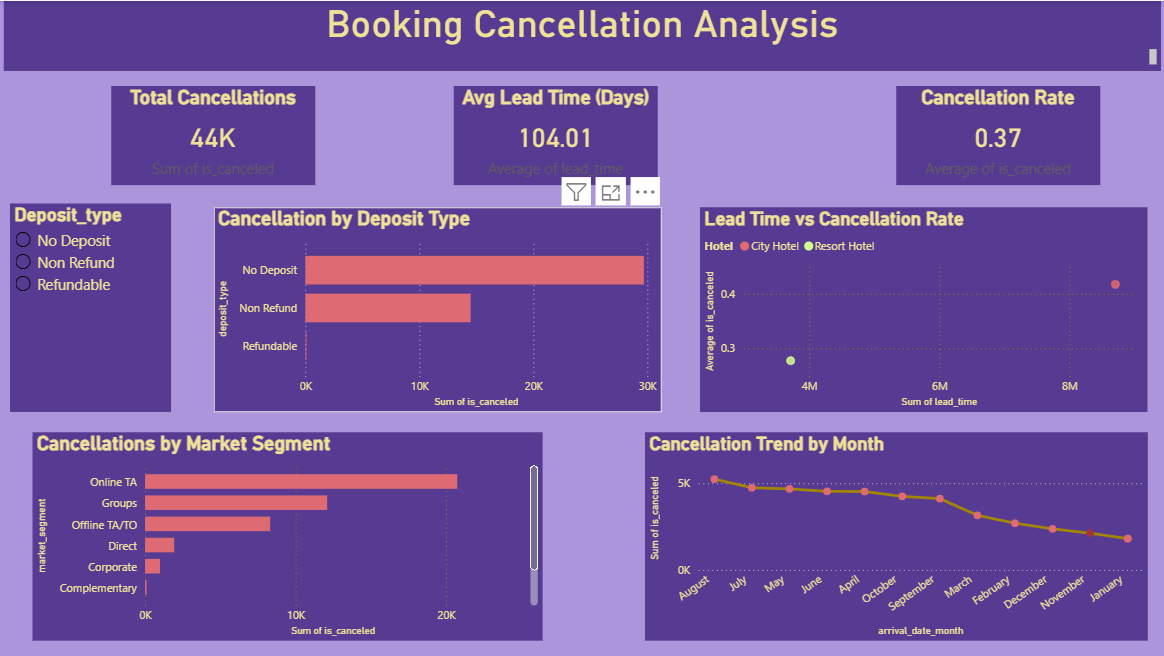 Booking Cancellation Analysis
Total Cancellations
44K
Sum of is_canceled
Avg Lead Time (Days)
104.01
Average of lead_time
Cancellation Rate
0.37
Average of is_canceled
Deposit_type
No Deposit
Non Refund
Refundable
Cancellation by Deposit Type
deposit_type
No Deposit
Non Refund
Refundable
0K 10K 20K 30K
Sum of is_canceled
Lead Time vs Cancellation Rate
Hotel City Hotel Resort Hotel
Average of is_canceled
0.4
0.3
4M 6M 8M
Sum of lead_time
Cancellations by Market Segment
market_segment
Online TA
Groups
Offline TA/TO
Direct
Corporate
Complementary
0K 10K 20K
Sum of is_canceled
Cancellation Trend by Month
Sum of is_canceled
5K
0K
August July May June April October September March February December November January
arrival_date_month